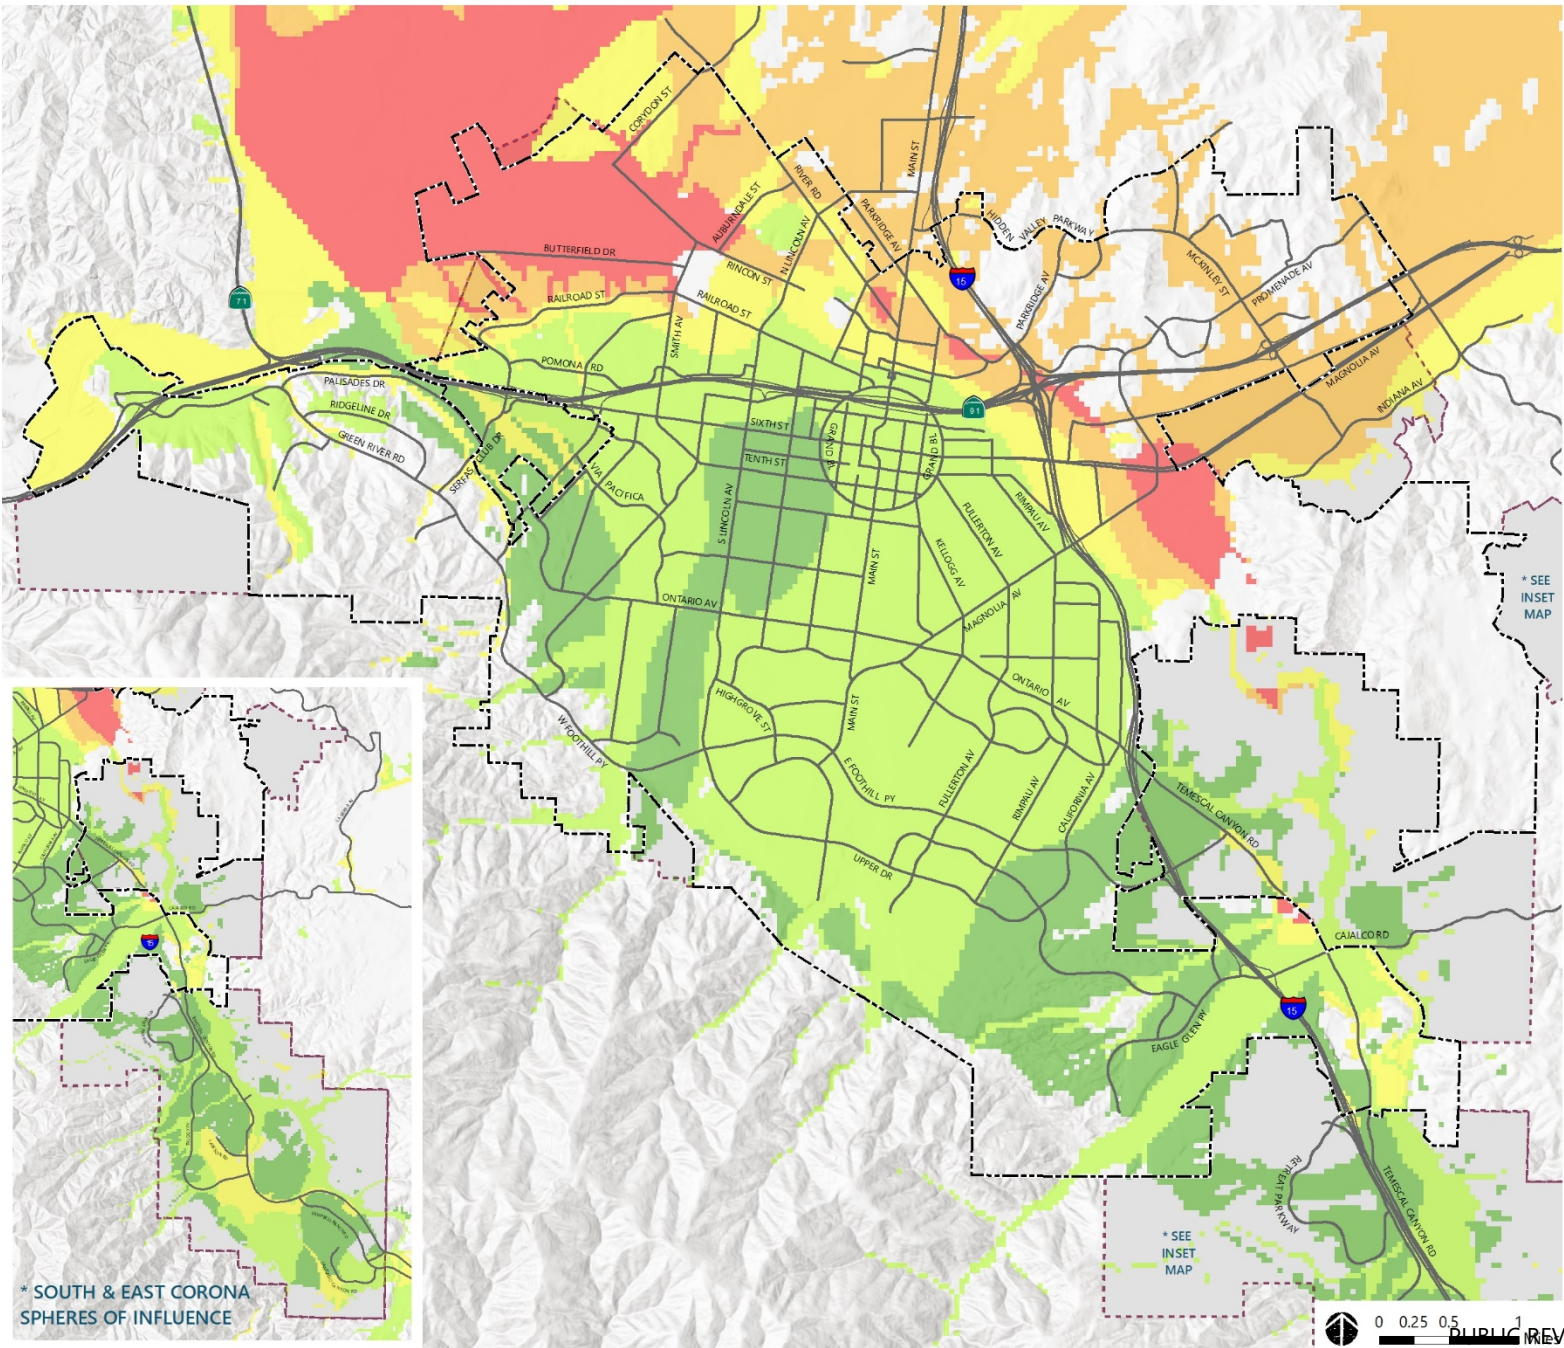 CORYDON ST
MAIN ST
RIVER RD
AUBURNDALE ST
PARKRIDGE AV
HIDDEN
VALLEY
PARKWAY
N LINCOLN AV
BUTTERFIELD DR
RINCON ST
MCKINLEY ST
PROMENADE AV
PARKRIDGE AV
15
71
RAILROAD ST
RAILROAD ST
SMITH AV
POMONA RD
MAGNOLIA AV
INDIANA AV
PALISADES DR
RIDGELINE DR
GREEN RIVER RD
SERFAS CLUB DR
91
SIXTH ST
GRAND BL
GRAND BL
TENTH ST
VIA PACIFICA
S LINCOLN AV
RIMPAU AV
FULLERTON AV
KELLOGG AV
MAIN ST
* SEE
INSET
MAP
ONTARIO AV
MAGNOLIA AV
ONTARIO AV
HIGHGROVE ST
MAIN ST
W FOOTHILL PY
E FOOTHILL PY
FULLERTON AV
RIMPAU AV
CALIFORNIA AV
TEMESCAL CANYON RD
UPPER DR
CAJALCO RD
15
EAGLE GLEN PY
RETREAT PARKWAY
TEMESCAL CANYON RD
* SEE
INSET
MAP
15
* SOUTH & EAST CORONA
SPHERES OF INFLUENCE
0 0.25 0.5 1
Miles
PUBLIC REV